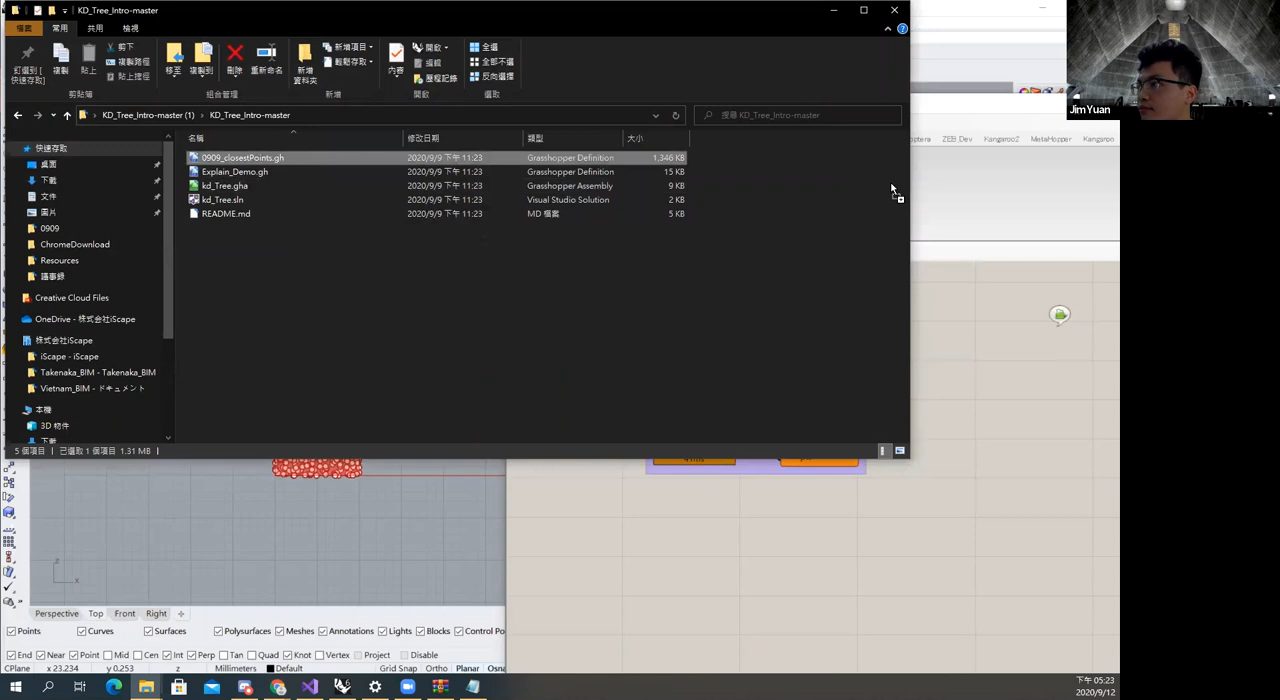 KD_Tree_Intro-master
檔案 常用 共用 檢視
釘選到 [快速存取] 複製 貼上 剪下 複製路徑 貼上捷徑
移至 複製到 刪除 重新命名 新增資料夾 新增項目 輕鬆存取
內容 開啟 編輯 歷程記錄 全選 全部不選 反向選擇
剪貼簿 組合管理 新增 開啟 選取
KD_Tree_Intro-master (1) KD_Tree_Intro-master 搜尋 KD_Tree_Intro-master
名稱 修改日期 類型 大小
0909_closestPoints.gh 2020/9/9 下午 11:23 Grasshopper Definition 1,346 KB
Explain_Demo.gh 2020/9/9 下午 11:23 Grasshopper Definition 15 KB
kd_Tree.gha 2020/9/9 下午 11:23 Grasshopper Assembly 9 KB
kd_Tree.sln 2020/9/9 下午 11:23 Visual Studio Solution 2 KB
README.md 2020/9/9 下午 11:23 MD 檔案 5 KB
快速存取
桌面
下載
文件
圖片
0909
ChromeDownload
Resources
議事錄
Creative Cloud Files
OneDrive - 株式会社iScape
株式会社iScape
iScape - iScape
Takenaka_BIM - Takenaka_BIM
Vietnam_BIM - ドキュメント
本機
3D 物件
下載
5 個項目 已選取 1 個項目 1.31 MB
JimYuan
ZEB_Dev Kangaroo2 MetaHopper Kangaroo
z
x
Perspective Top Front Right
Points Curves Surfaces Polysurfaces Meshes Annotations Lights Blocks Control Po
End Near Point Mid Cen Int Perp Tan Quad Knot Vertex Project Disable
CPlane x 23.234 y 0.253 z Millimeters Default Grid Snap Ortho Planar Osna
下午 05:23
2020/9/12